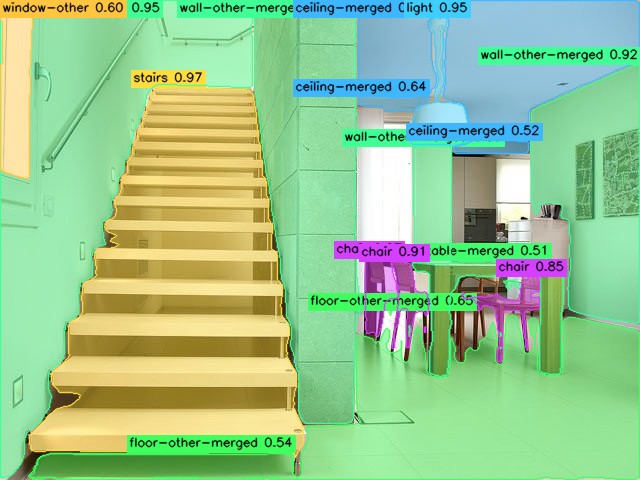 window-other 0.60
0.95
wall-other-merge
ceiling-merged 0
light 0.95
wall-other-merged 0.92
stairs 0.97
ceiling-merged 0.64
wall-othe
ceiling-merged 0.52
cha
chair 0.91
able-merged 0.51
chair 0.85
floor-other-merged 0.65
floor-other-merged 0.54